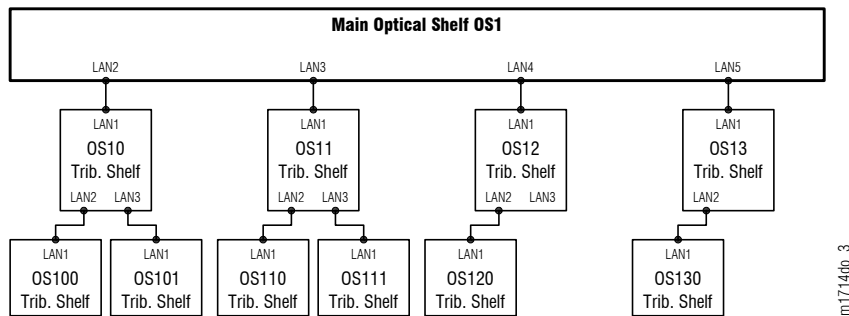 Main Optical Shelf OS1
LAN2 LAN3 LAN4 LAN5
LAN1 LAN1 LAN1 LAN1
OS10 OS11 OS12 OS13
Trib. Shelf Trib. Shelf Trib. Shelf Trib. Shelf
LAN2 LAN3 LAN2 LAN3 LAN2 LAN3 LAN2
LAN1 LAN1 LAN1 LAN1 LAN1 LAN1
OS100 OS101 OS110 OS111 OS120 OS130
Trib. Shelf Trib. Shelf Trib. Shelf Trib. Shelf Trib. Shelf Trib. Shelf
m1714do_3